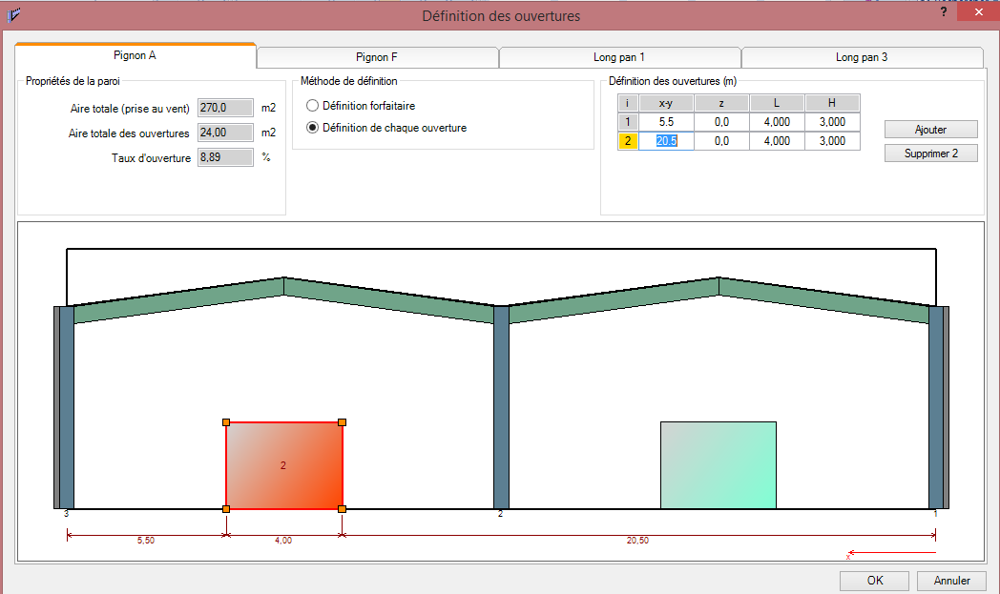 Définition des ouvertures
?
Pignon A
Pignon F
Long pan 1
Long pan 3
Propriétés de la paroi
Aire totale (prise au vent) 270,0 m2
Aire totale des ouvertures 24,00 m2
Taux d'ouverture 8,89 %
Méthode de définition
Définition forfaitaire
Définition de chaque ouverture
Définition des ouvertures (m)
i x-y z L H
1 5.5 0,0 4,000 3,000
2 20.5 0,0 4,000 3,000
Ajouter
Supprimer 2
2
3 2 1
5,50 4,00 20,50
x
OK
Annuler